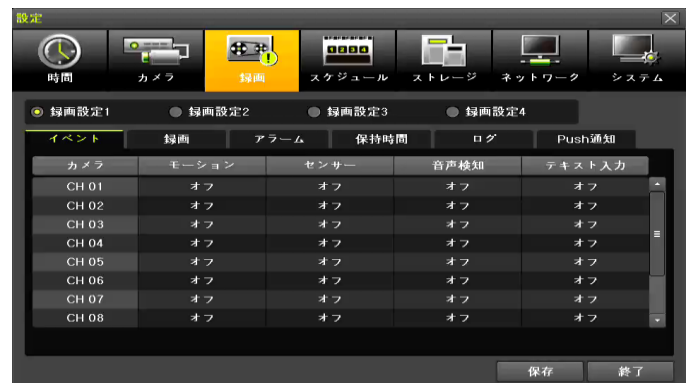 設定
時間 カメラ 録画 スケジュール ストレージ ネットワーク システム
録画設定1 録画設定2 録画設定3 録画設定4
イベント 録画 アラーム 保持時間 ログ Push通知
カメラ モーション センサー 音声検知 テキスト入力
CH 01 オフ オフ オフ オフ
CH 02 オフ オフ オフ オフ
CH 03 オフ オフ オフ オフ
CH 04 オフ オフ オフ オフ
CH 05 オフ オフ オフ オフ
CH 06 オフ オフ オフ オフ
CH 07 オフ オフ オフ オフ
CH 08 オフ オフ オフ オフ
保存 終了